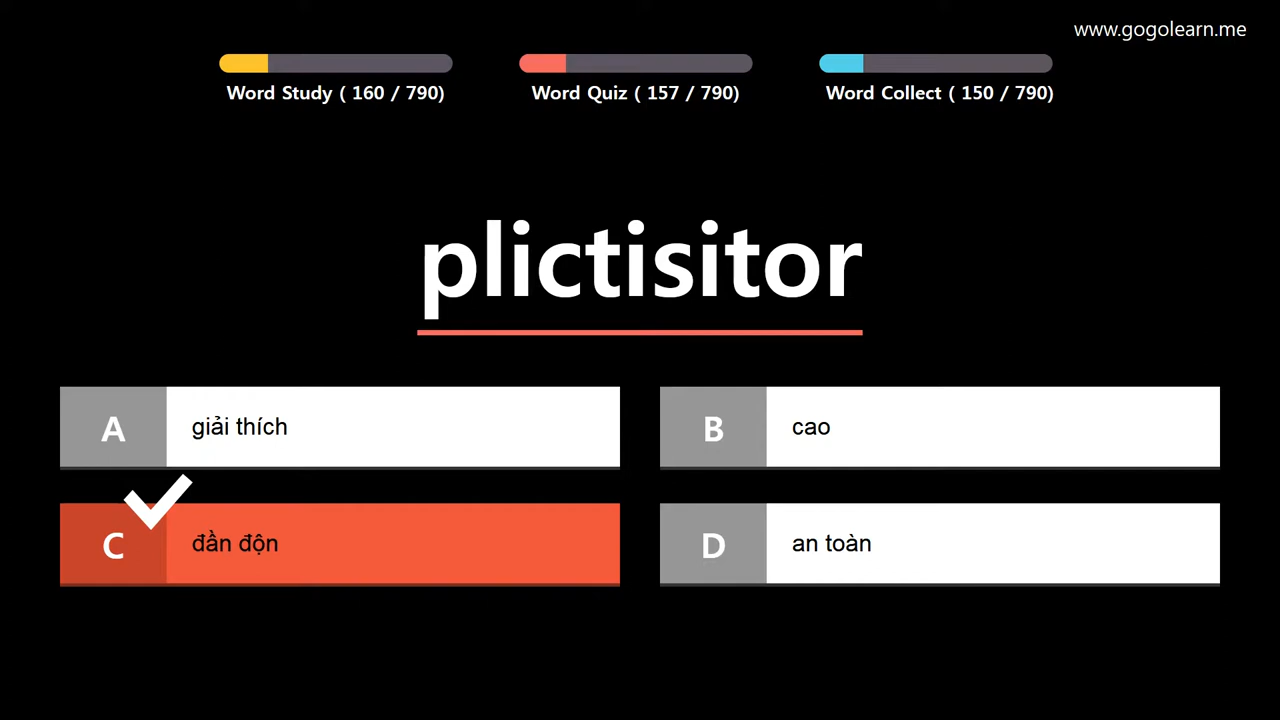 www.gogolearn.me
Word Study ( 160 / 790)
Word Quiz ( 157 / 790)
Word Collect ( 150 / 790)
plictisitor
A
giải thích
B
cao
C
đần độn
D
an toàn